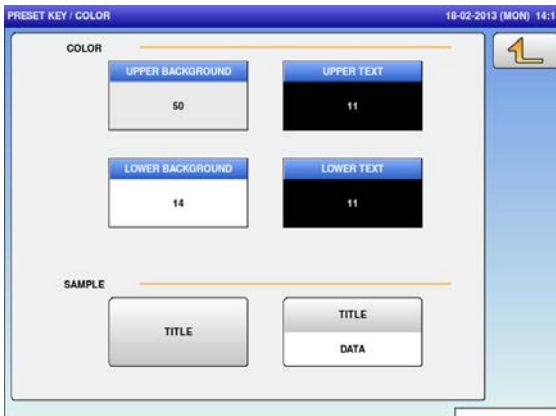 PRESET KEY / COLOR 18-02-2013 (MON) 14:1
COLOR
UPPER BACKGROUND UPPER TEXT
50 11
LOWER BACKGROUND LOWER TEXT
14 11
SAMPLE
TITLE TITLE
DATA